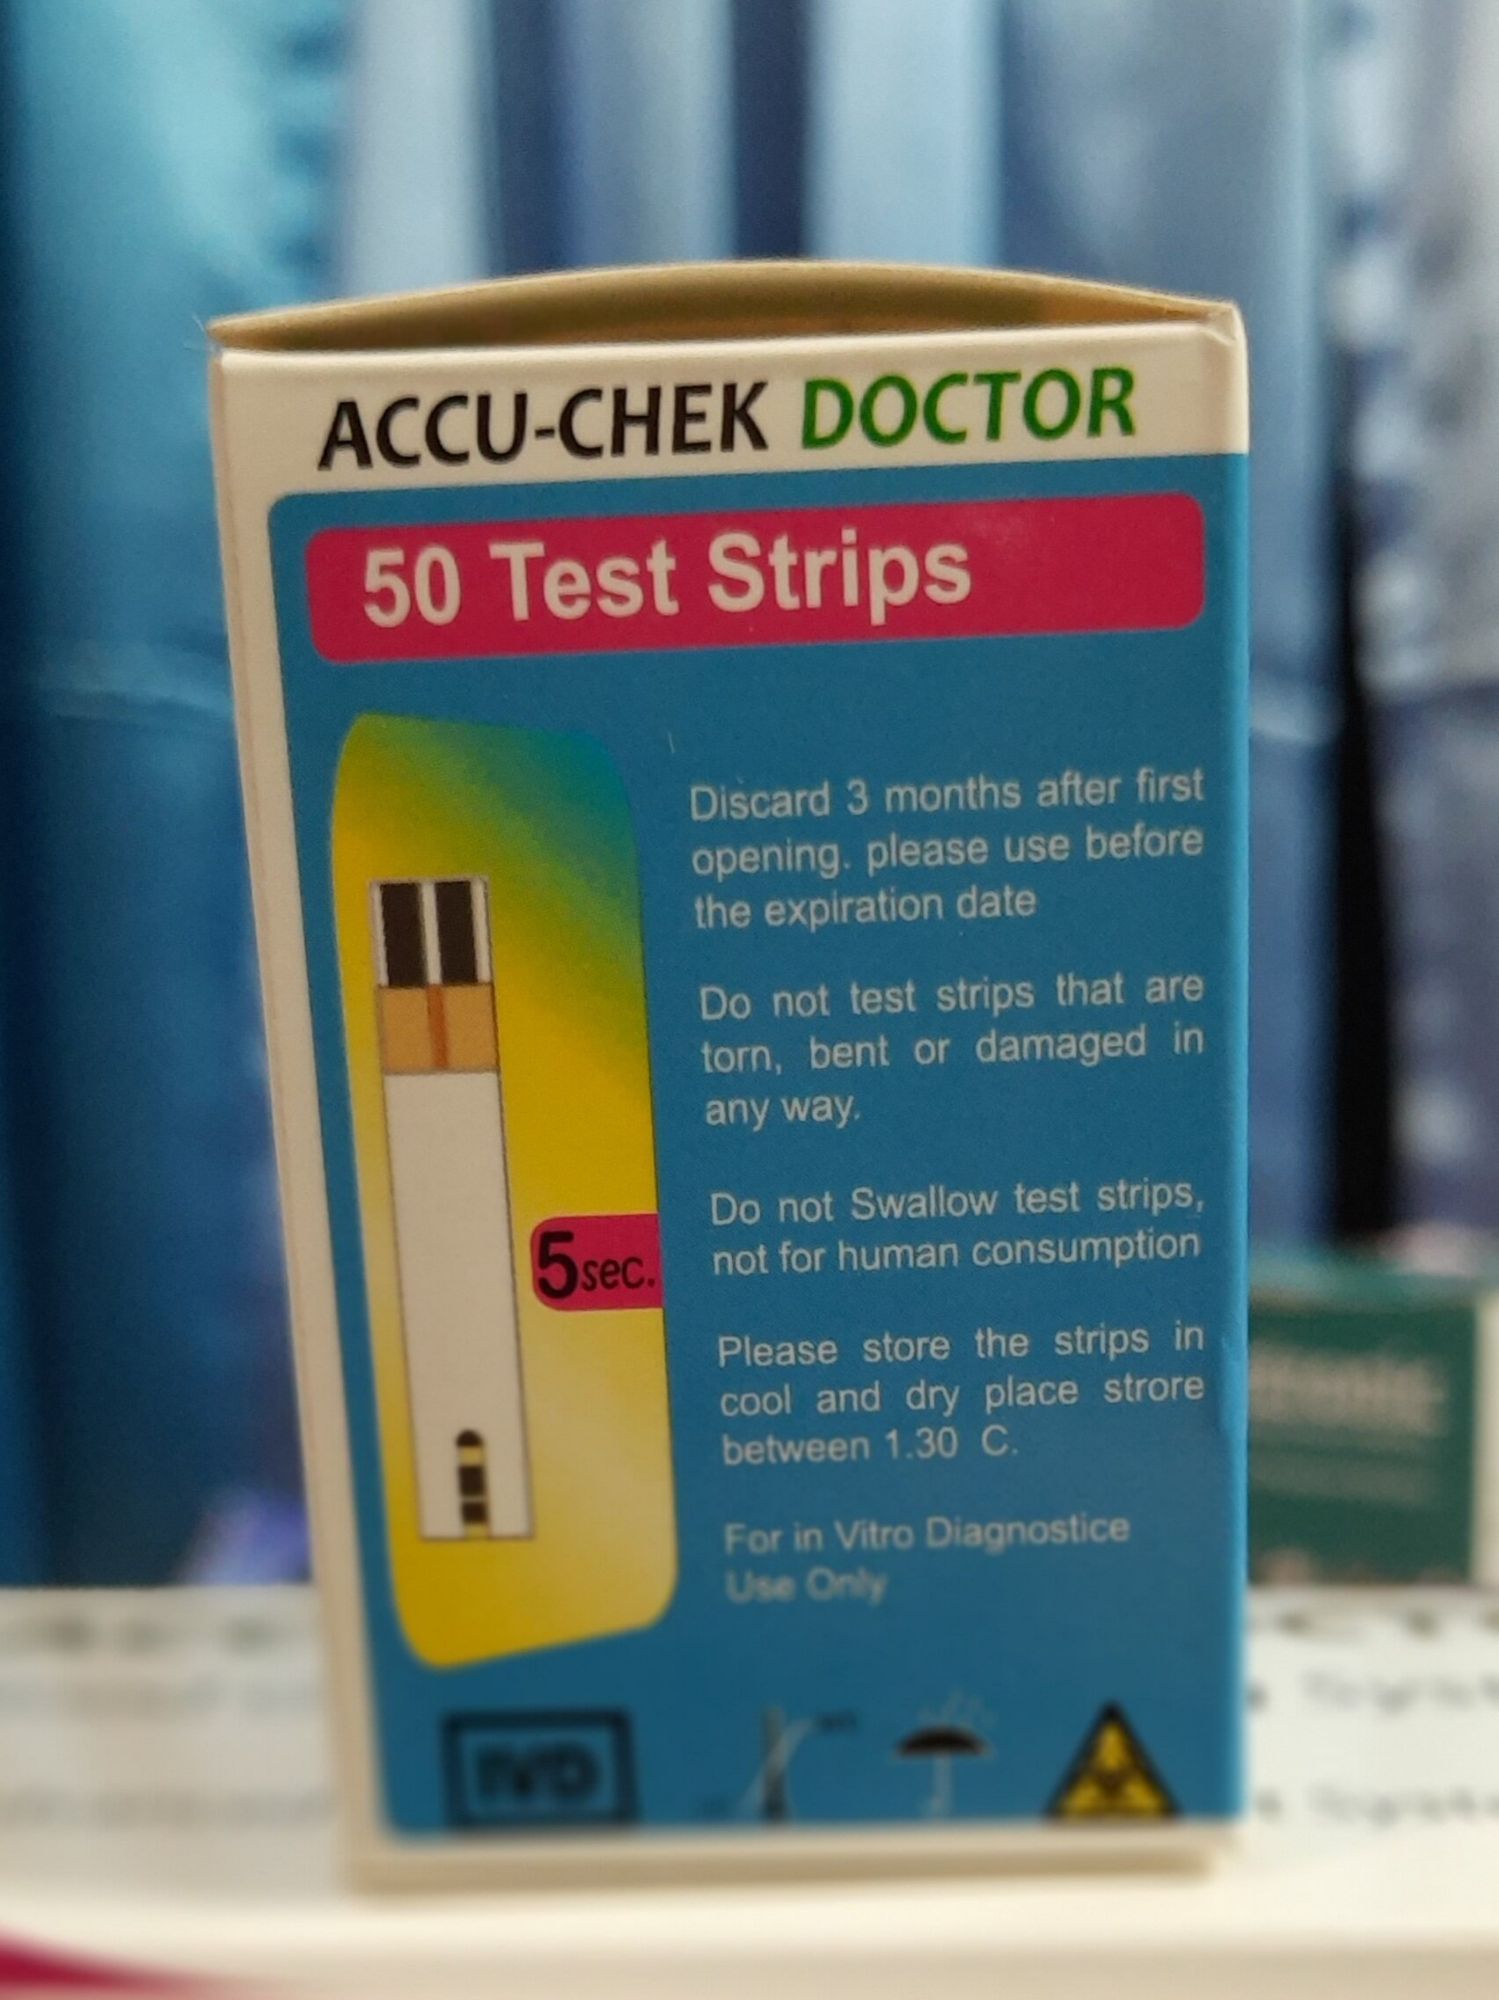 ACCU-CHEK DOCTOR
50 Test Strips
Discard 3 months after first
opening. please use before
the expiration date
Do not test strips that are
torn, bent or damaged in
any way.
Do not Swallow test strips,
not for human consumption
5sec.
Please store the strips in
cool and dry place strore
between 1.30 C.
For in Vitro Diagnostice
Use Only
IVD